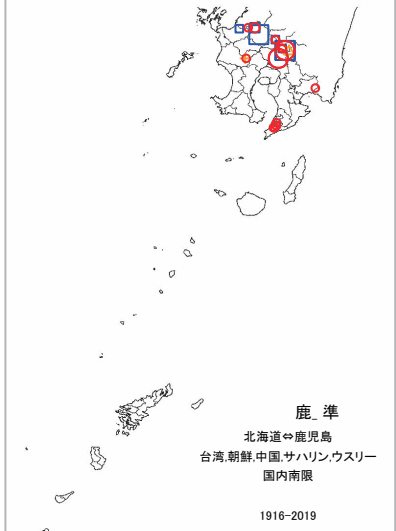 鹿_ 準
北海道⇔鹿児島
台湾,朝鮮,中国,サハリン,ウスリー
国内南限
1916-2019